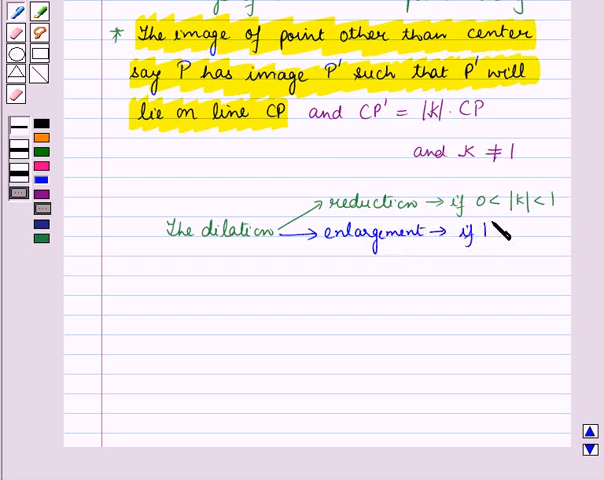 * The image of point other than center
say P has image P' such that P' will
lie on line CP and CP' = |K| · CP
and K ≠ 1
reduction → if 0 < |K| < 1
The dilation
enlargement → if |